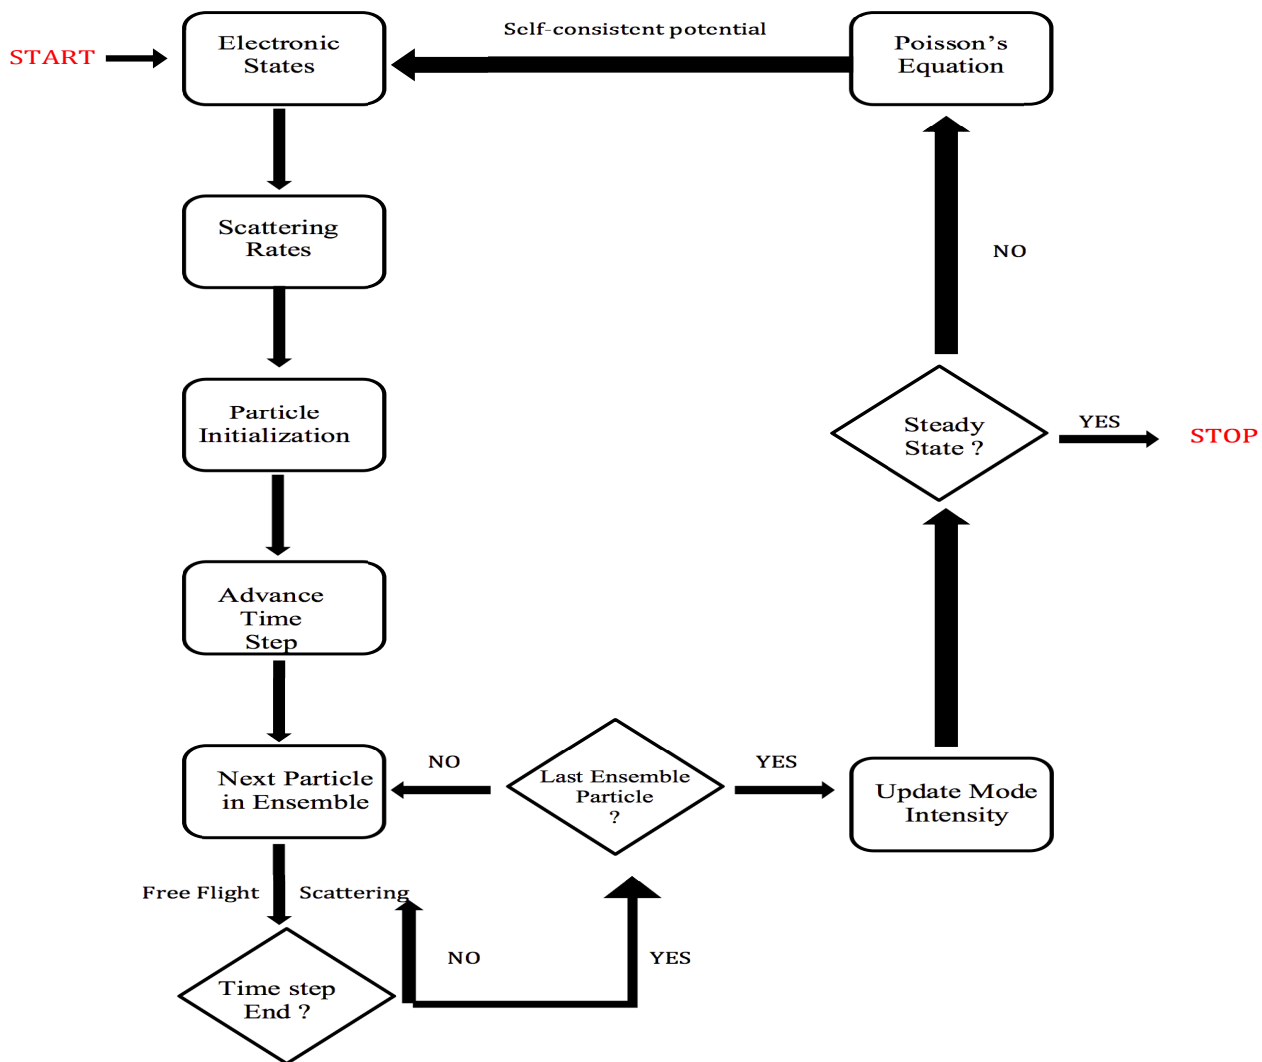 START
Electronic
States
Self-consistent potential
Poisson's
Equation
Scattering
Rates
NO
Particle
Initialization
Steady
State ?
YES
STOP
Advance
Time
Step
Next Particle
in Ensemble
NO
Last Ensemble
Particle
?
YES
Update Mode
Intensity
Free Flight
Scattering
NO
YES
Time step
End ?